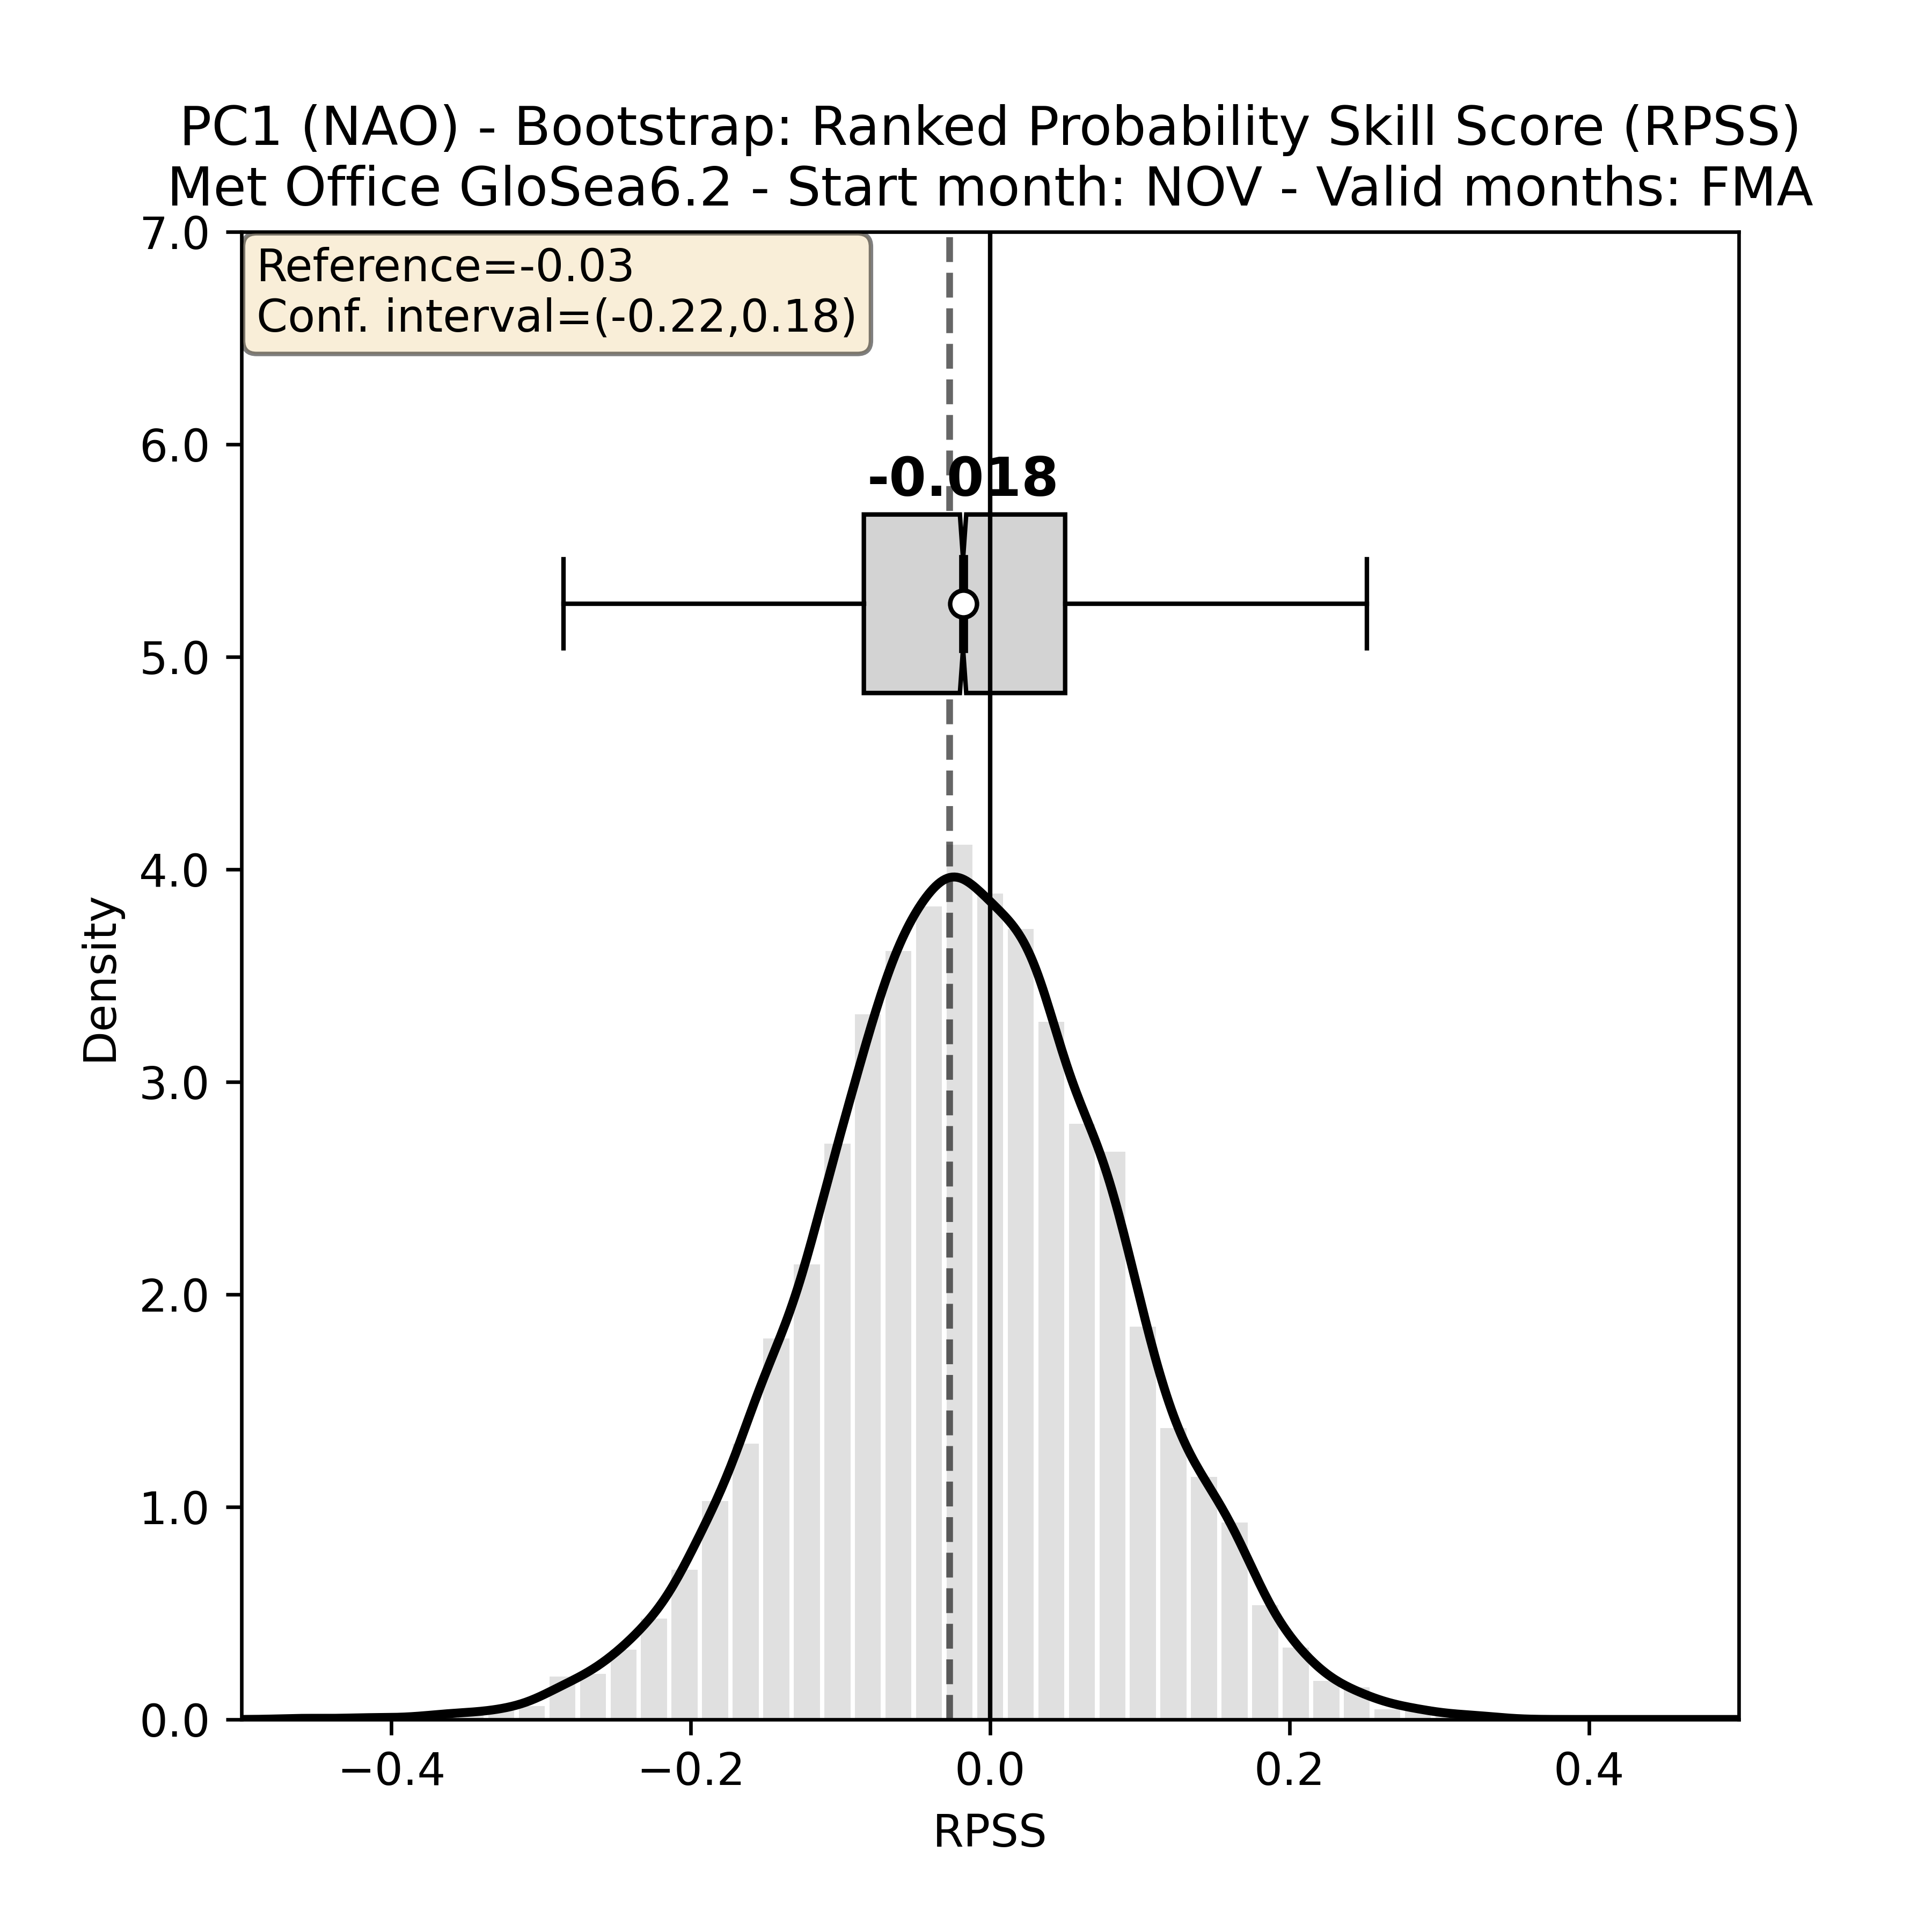 PC1 (NAO) - Bootstrap: Ranked Probability Skill Score (RPSS)
Met Office GloSea6.2 - Start month: NOV - Valid months: FMA
Reference=-0.03
Conf. interval=(-0.22,0.18)
7.0
6.0
5.0
4.0
3.0
2.0
1.0
0.0
Density
-0.018
−0.4
−0.2
0.0
0.2
0.4
RPSS